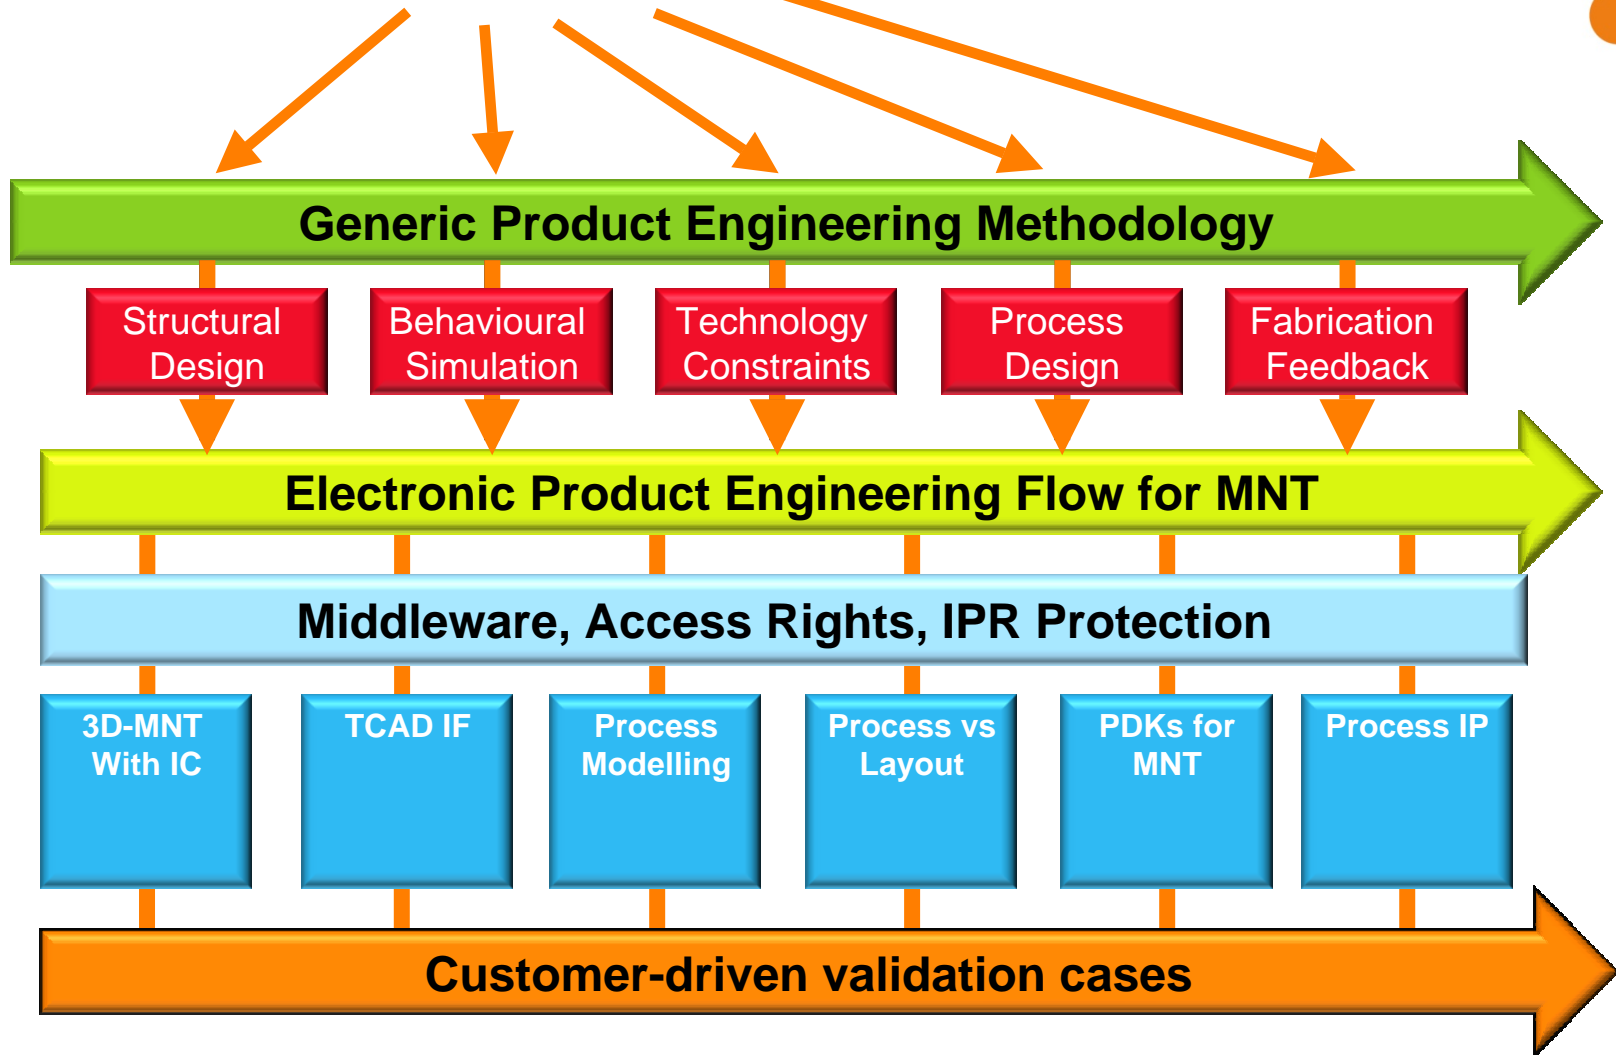 Generic Product Engineering Methodology
Structural
Design
Behavioural
Simulation
Technology
Constraints
Process
Design
Fabrication
Feedback
Electronic Product Engineering Flow for MNT
Middleware, Access Rights, IPR Protection
3D-MNT
With IC
TCAD IF
Process
Modelling
Process vs
Layout
PDKs for
MNT
Process IP
Customer-driven validation cases